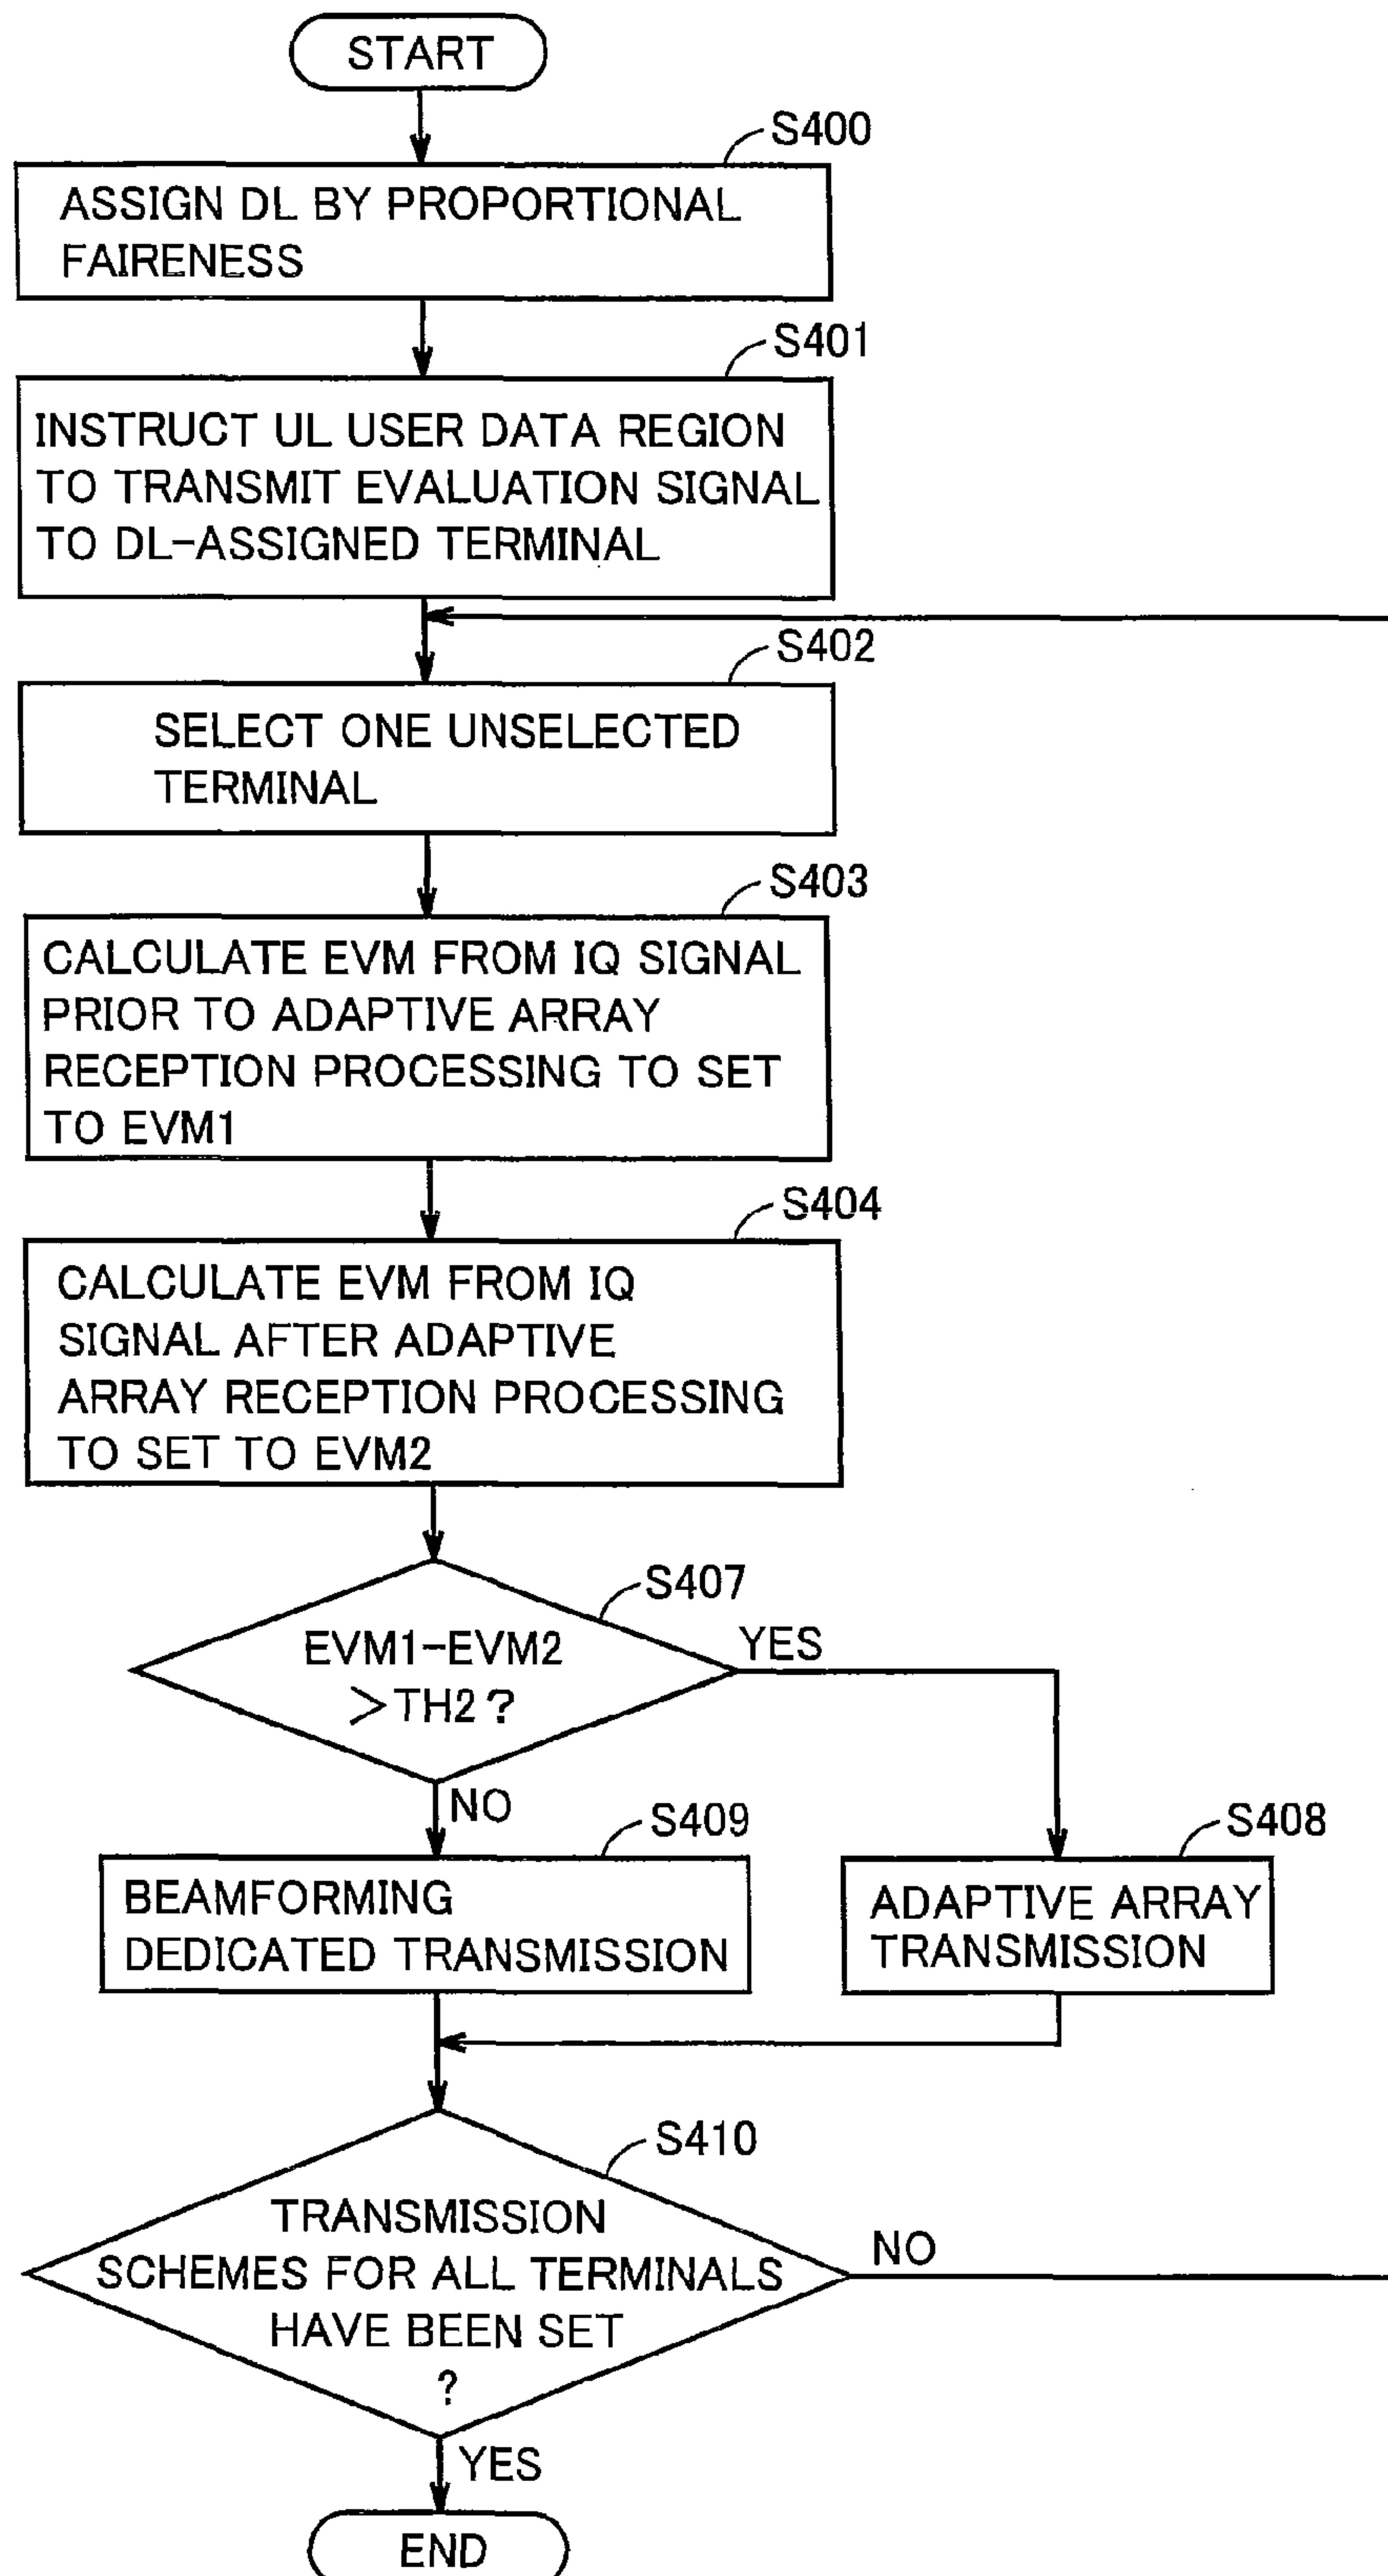 START
S400
ASSIGN DL BY PROPORTIONAL
FAIRENESS
S401
INSTRUCT UL USER DATA REGION
TO TRANSMIT EVALUATION SIGNAL
TO DL-ASSIGNED TERMINAL
S402
SELECT ONE UNSELECTED
TERMINAL
S403
CALCULATE EVM FROM IQ SIGNAL
PRIOR TO ADAPTIVE ARRAY
RECEPTION PROCESSING TO SET
TO EVM1
S404
CALCULATE EVM FROM IQ
SIGNAL AFTER ADAPTIVE
ARRAY RECEPTION PROCESSING
TO SET TO EVM2
S407
EVM1-EVM2
>TH2?
YES
NO
S409
BEAMFORMING
DEDICATED TRANSMISSION
S408
ADAPTIVE ARRAY
TRANSMISSION
S410
TRANSMISSION
SCHEMES FOR ALL TERMINALS
HAVE BEEN SET
?
NO
YES
END